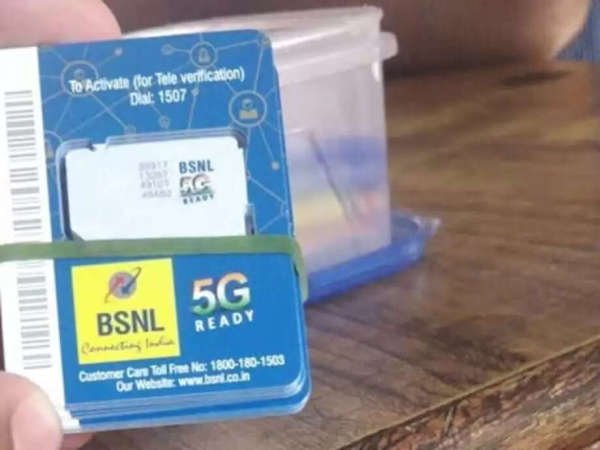 To Activate (for Tele verification)
Dial: 1507
BSNL
5G
READY
BSNL
Connecting India
5G
READY
Customer Care Toll Free No: 1800-180-1503
Our Website: www.bsnl.co.in